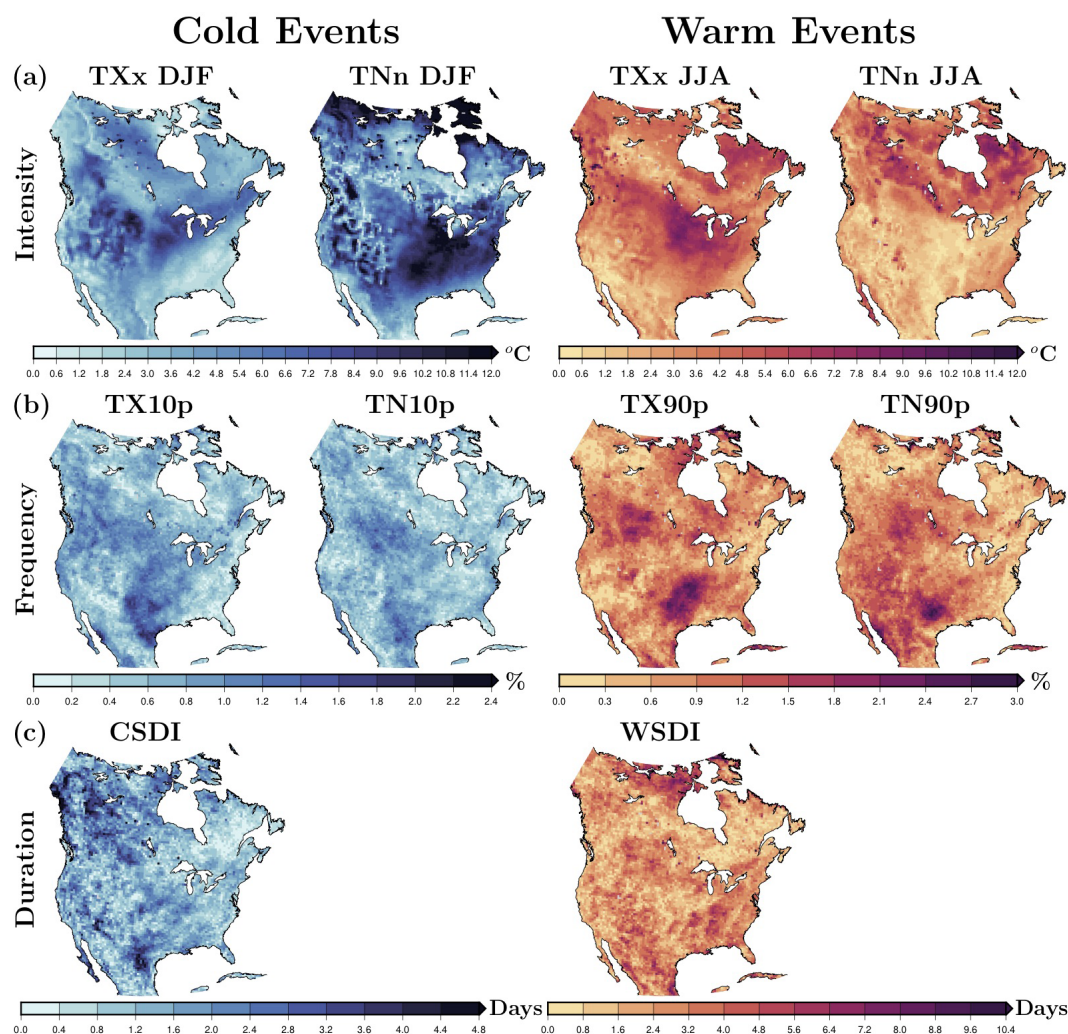 Cold Events Warm Events
(a) TXx DJF TNn DJF TXx JJA TNn JJA
Intensity
°C °C
0.0 0.6 1.2 1.8 2.4 3.0 3.6 4.2 4.8 5.4 6.0 6.6 7.2 7.8 8.4 9.0 9.6 10.2 10.8 11.4 12.0 0.0 0.6 1.2 1.8 2.4 3.0 3.6 4.2 4.8 5.4 6.0 6.6 7.2 7.8 8.4 9.0 9.6 10.2 10.8 11.4 12.0
(b) TX10p TN10p TX90p TN90p
Frequency
% %
0.0 0.2 0.4 0.6 0.8 1.0 1.2 1.4 1.6 1.8 2.0 2.2 2.4 0.0 0.3 0.6 0.9 1.2 1.5 1.8 2.1 2.4 2.7 3.0
(c) CSDI WSDI
Duration
Days Days
0.0 0.4 0.8 1.2 1.6 2.0 2.4 2.8 3.2 3.6 4.0 4.4 4.8 0.0 0.8 1.6 2.4 3.2 4.0 4.8 5.6 6.4 7.2 8.0 8.8 9.6 10.4